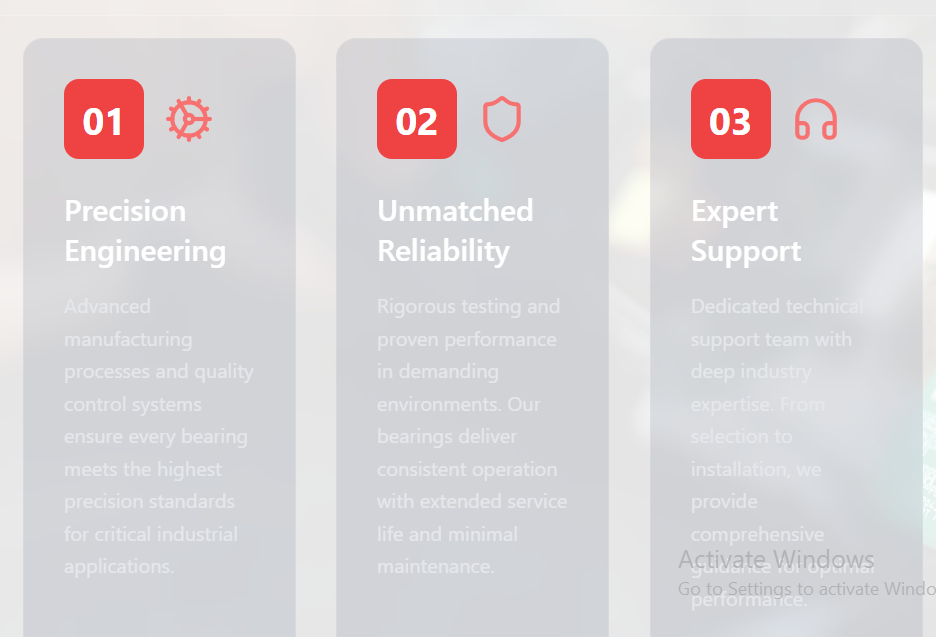 01
Precision
Engineering
Advanced
manufacturing
processes and quality
control systems
ensure every bearing
meets the highest
precision standards
for critical industrial
applications.
02
Unmatched
Reliability
Rigorous testing and
proven performance
in demanding
environments. Our
bearings deliver
consistent operation
with extended service
life and minimal
maintenance.
03
Expert
Support
Dedicated technical
support team with
deep industry
expertise. From
selection to
installation, we
provide
comprehensive
guidance for optimal
performance.
Activate Windows
Go to Settings to activate Windo